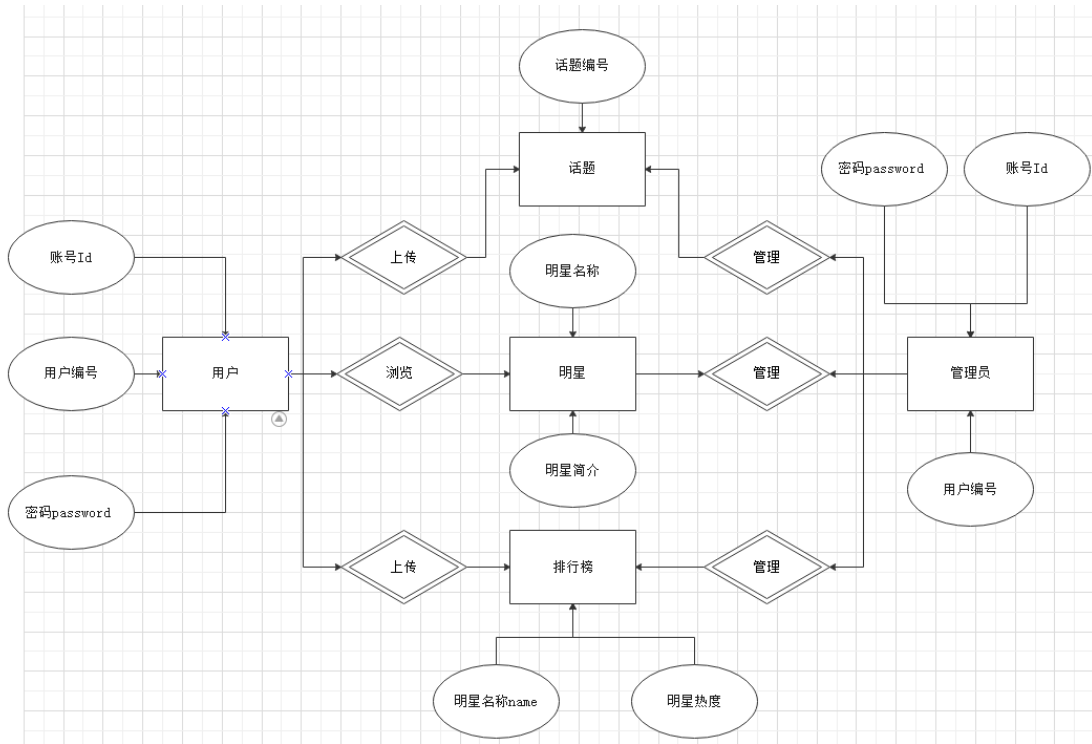 话题编号
话题
密码password
账号Id
账号Id
上传
明星名称
管理
用户编号
用户
浏览
明星
管理
管理员
明星简介
用户编号
密码password
上传
排行榜
管理
明星名称name
明星热度